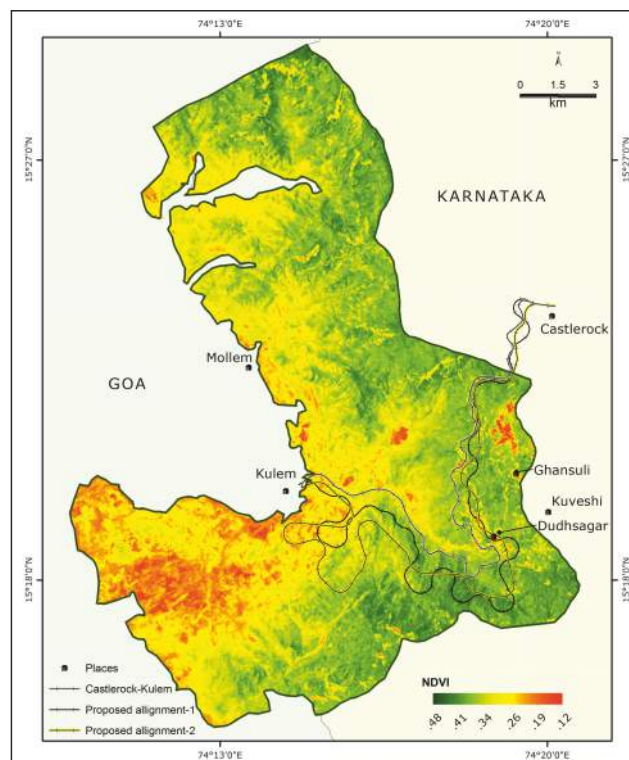 74°13'0"E 74°20'0"E
0 1.5 3
km
15°27'0"N 15°27'0"N
KARNATAKA
Castlerock
Mollem
GOA
Ghansuli
Kulem
Kuveshi
Dudhsagar
15°18'0"N 15°18'0"N
Places
Castlerock-Kulem
Proposed allignment-1
Proposed allignment-2
NDVI
.48 .41 .34 .26 .19 .12
74°13'0"E 74°20'0"E